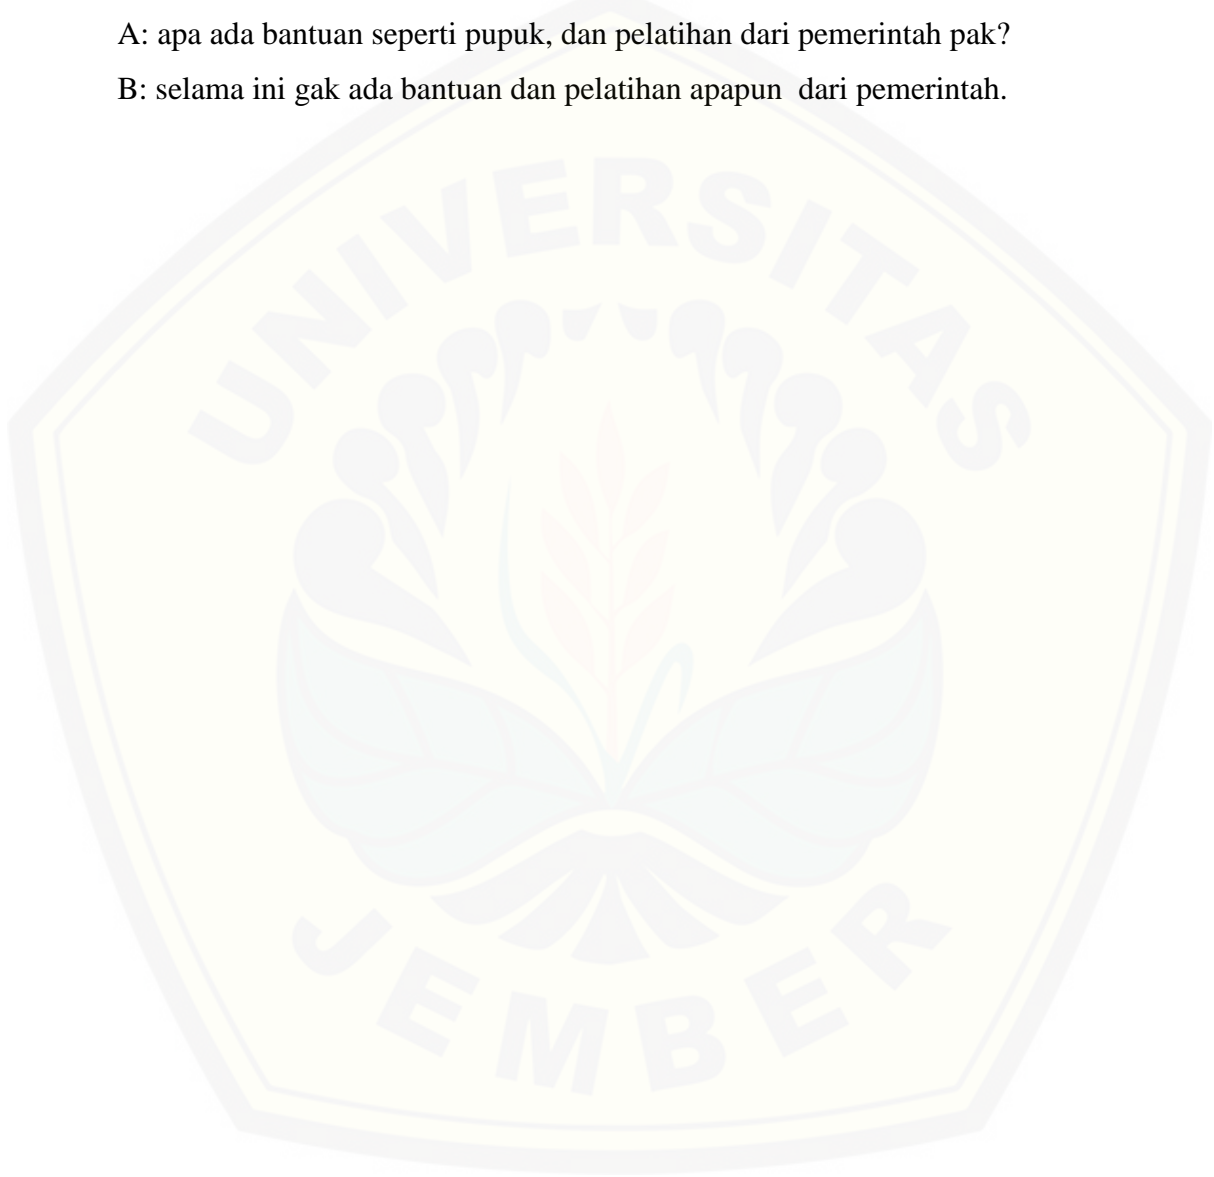 A: apa ada bantuan seperti pupuk, dan pelatihan dari pemerintah pak?
B: selama ini gak ada bantuan dan pelatihan apapun  dari pemerintah.
UNIVERSITAS
JEMBER